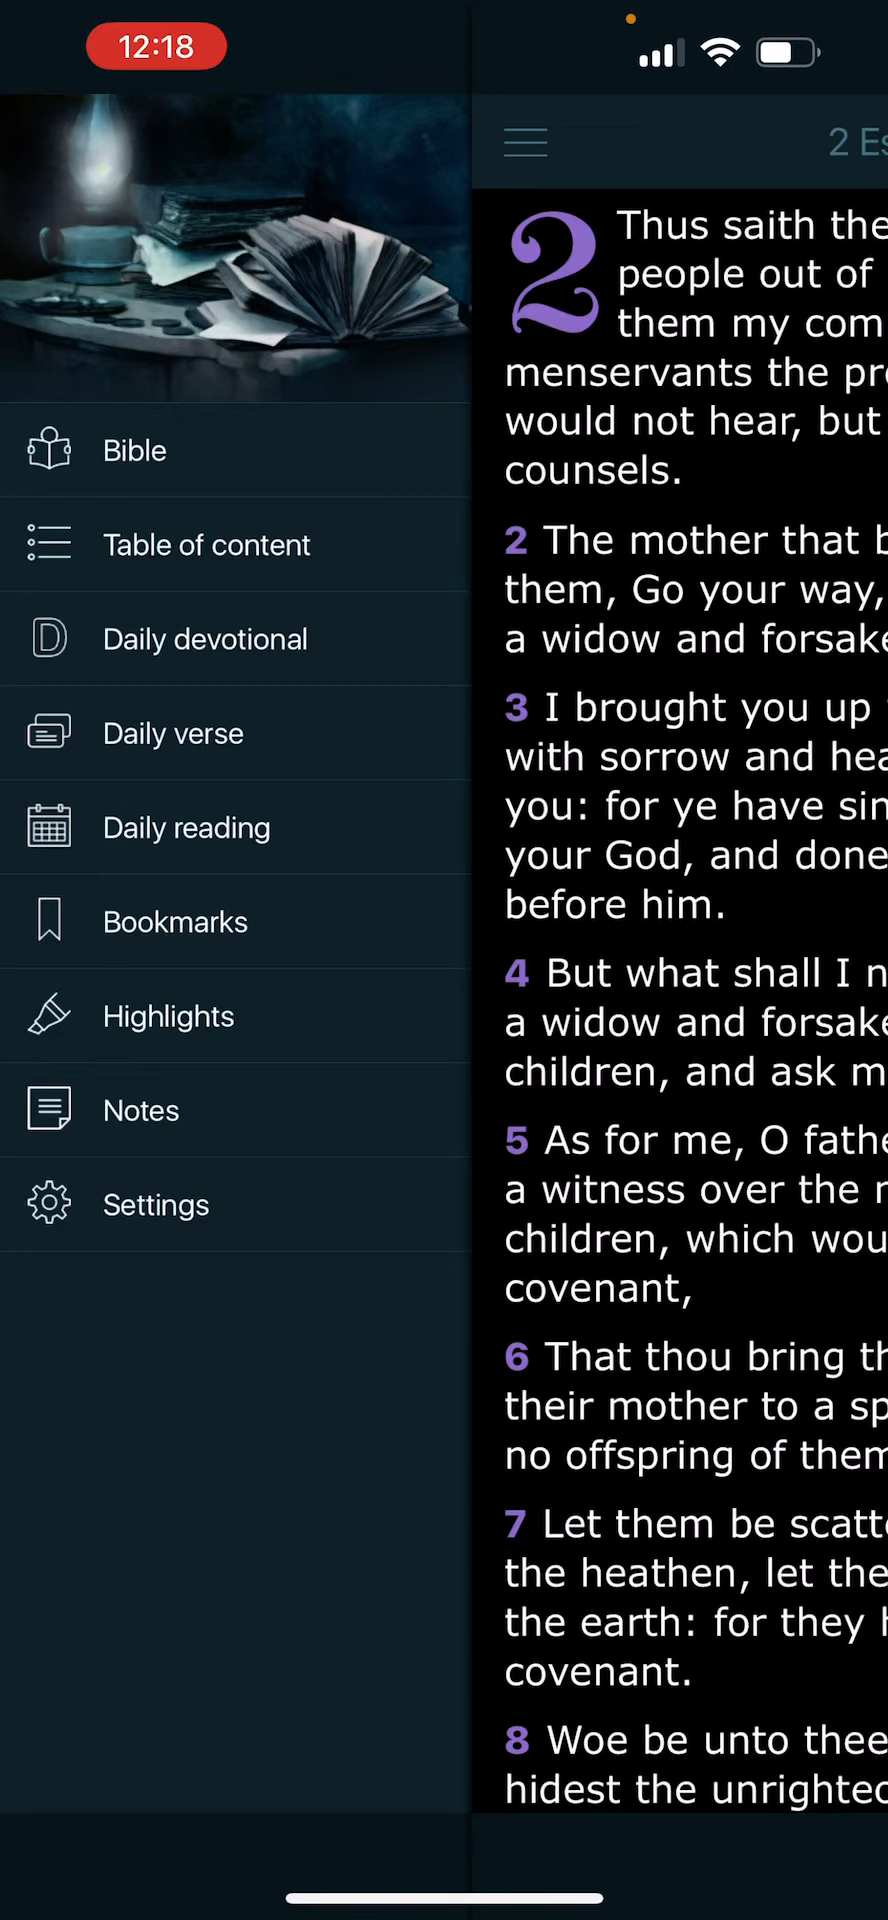 12:18
Bible
Table of content
Daily devotional
Daily verse
Daily reading
Bookmarks
Highlights
Notes
Settings
2 Es
2 Thus saith the
people out of
them my com
menservants the pr
would not hear, but
counsels.
2 The mother that b
them, Go your way,
a widow and forsake
3 I brought you up
with sorrow and hea
you: for ye have sin
your God, and done
before him.
4 But what shall I n
a widow and forsake
children, and ask m
5 As for me, O fathe
a witness over the
children, which wou
covenant,
6 That thou bring th
their mother to a sp
no offspring of them
7 Let them be scatte
the heathen, let the
the earth: for they h
covenant.
8 Woe be unto thee
hidest the unrighteo